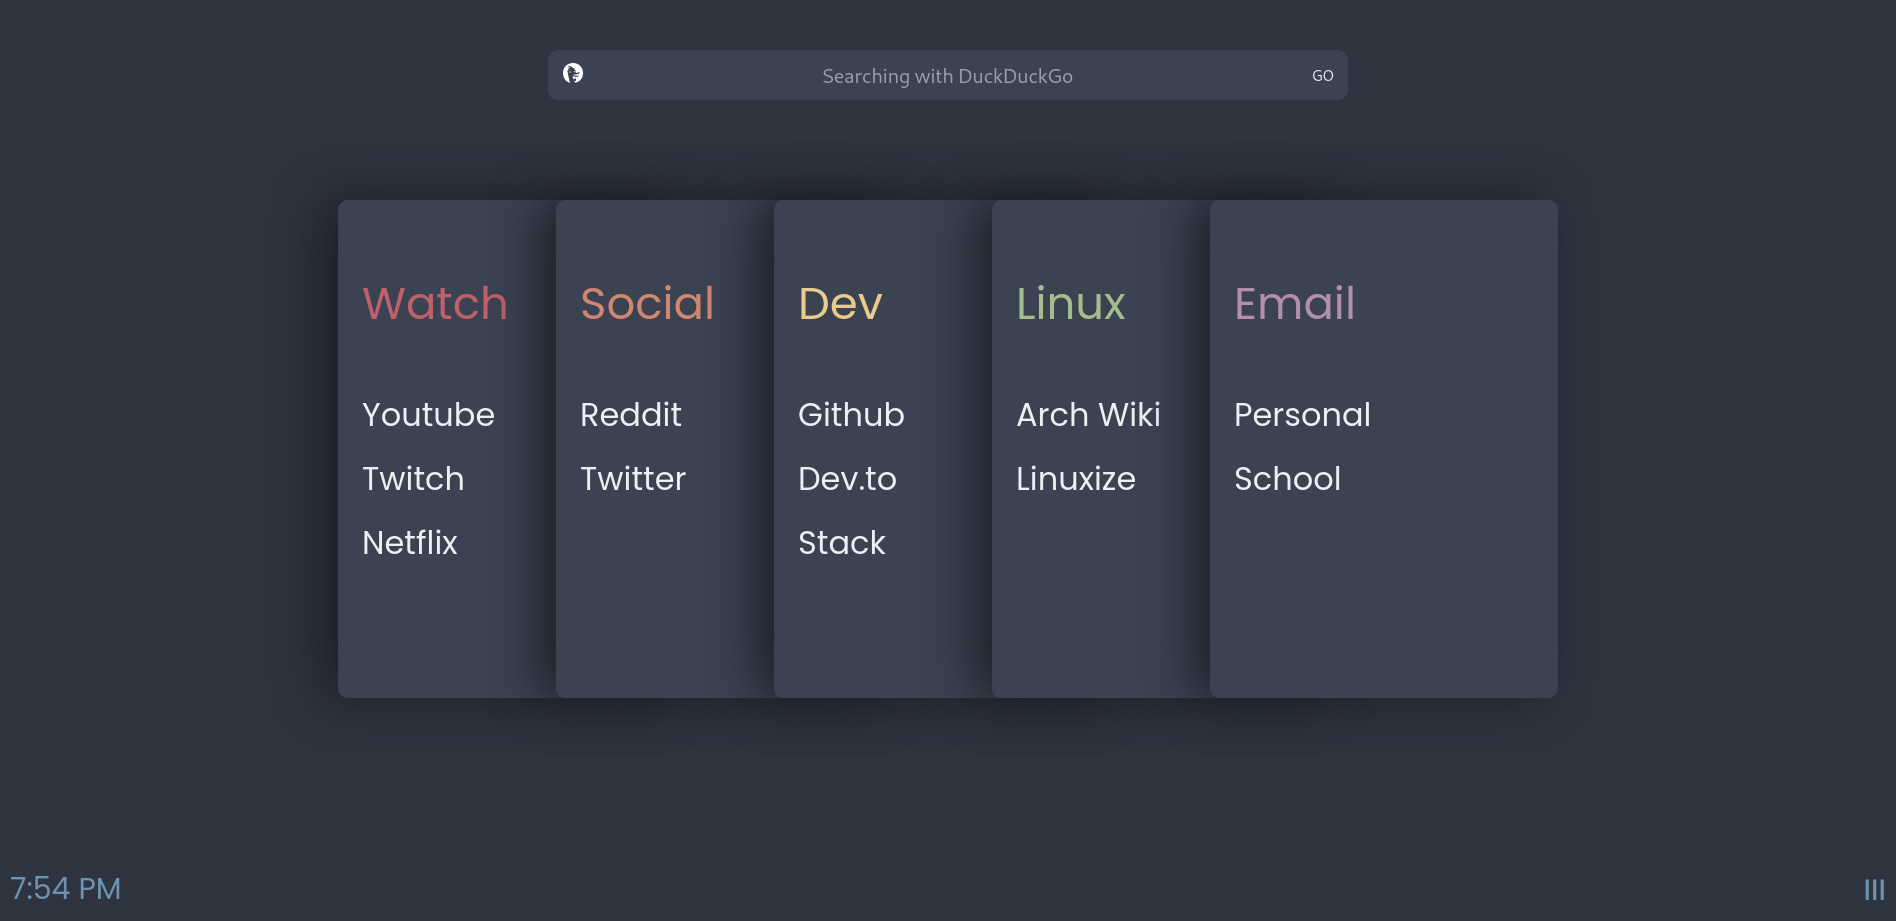 Searching with DuckDuckGo
GO
Watch
Youtube
Twitch
Netflix
Social
Reddit
Twitter
Dev
Github
Dev.to
Stack
Linux
Arch Wiki
Linuxize
Email
Personal
School
7:54 PM